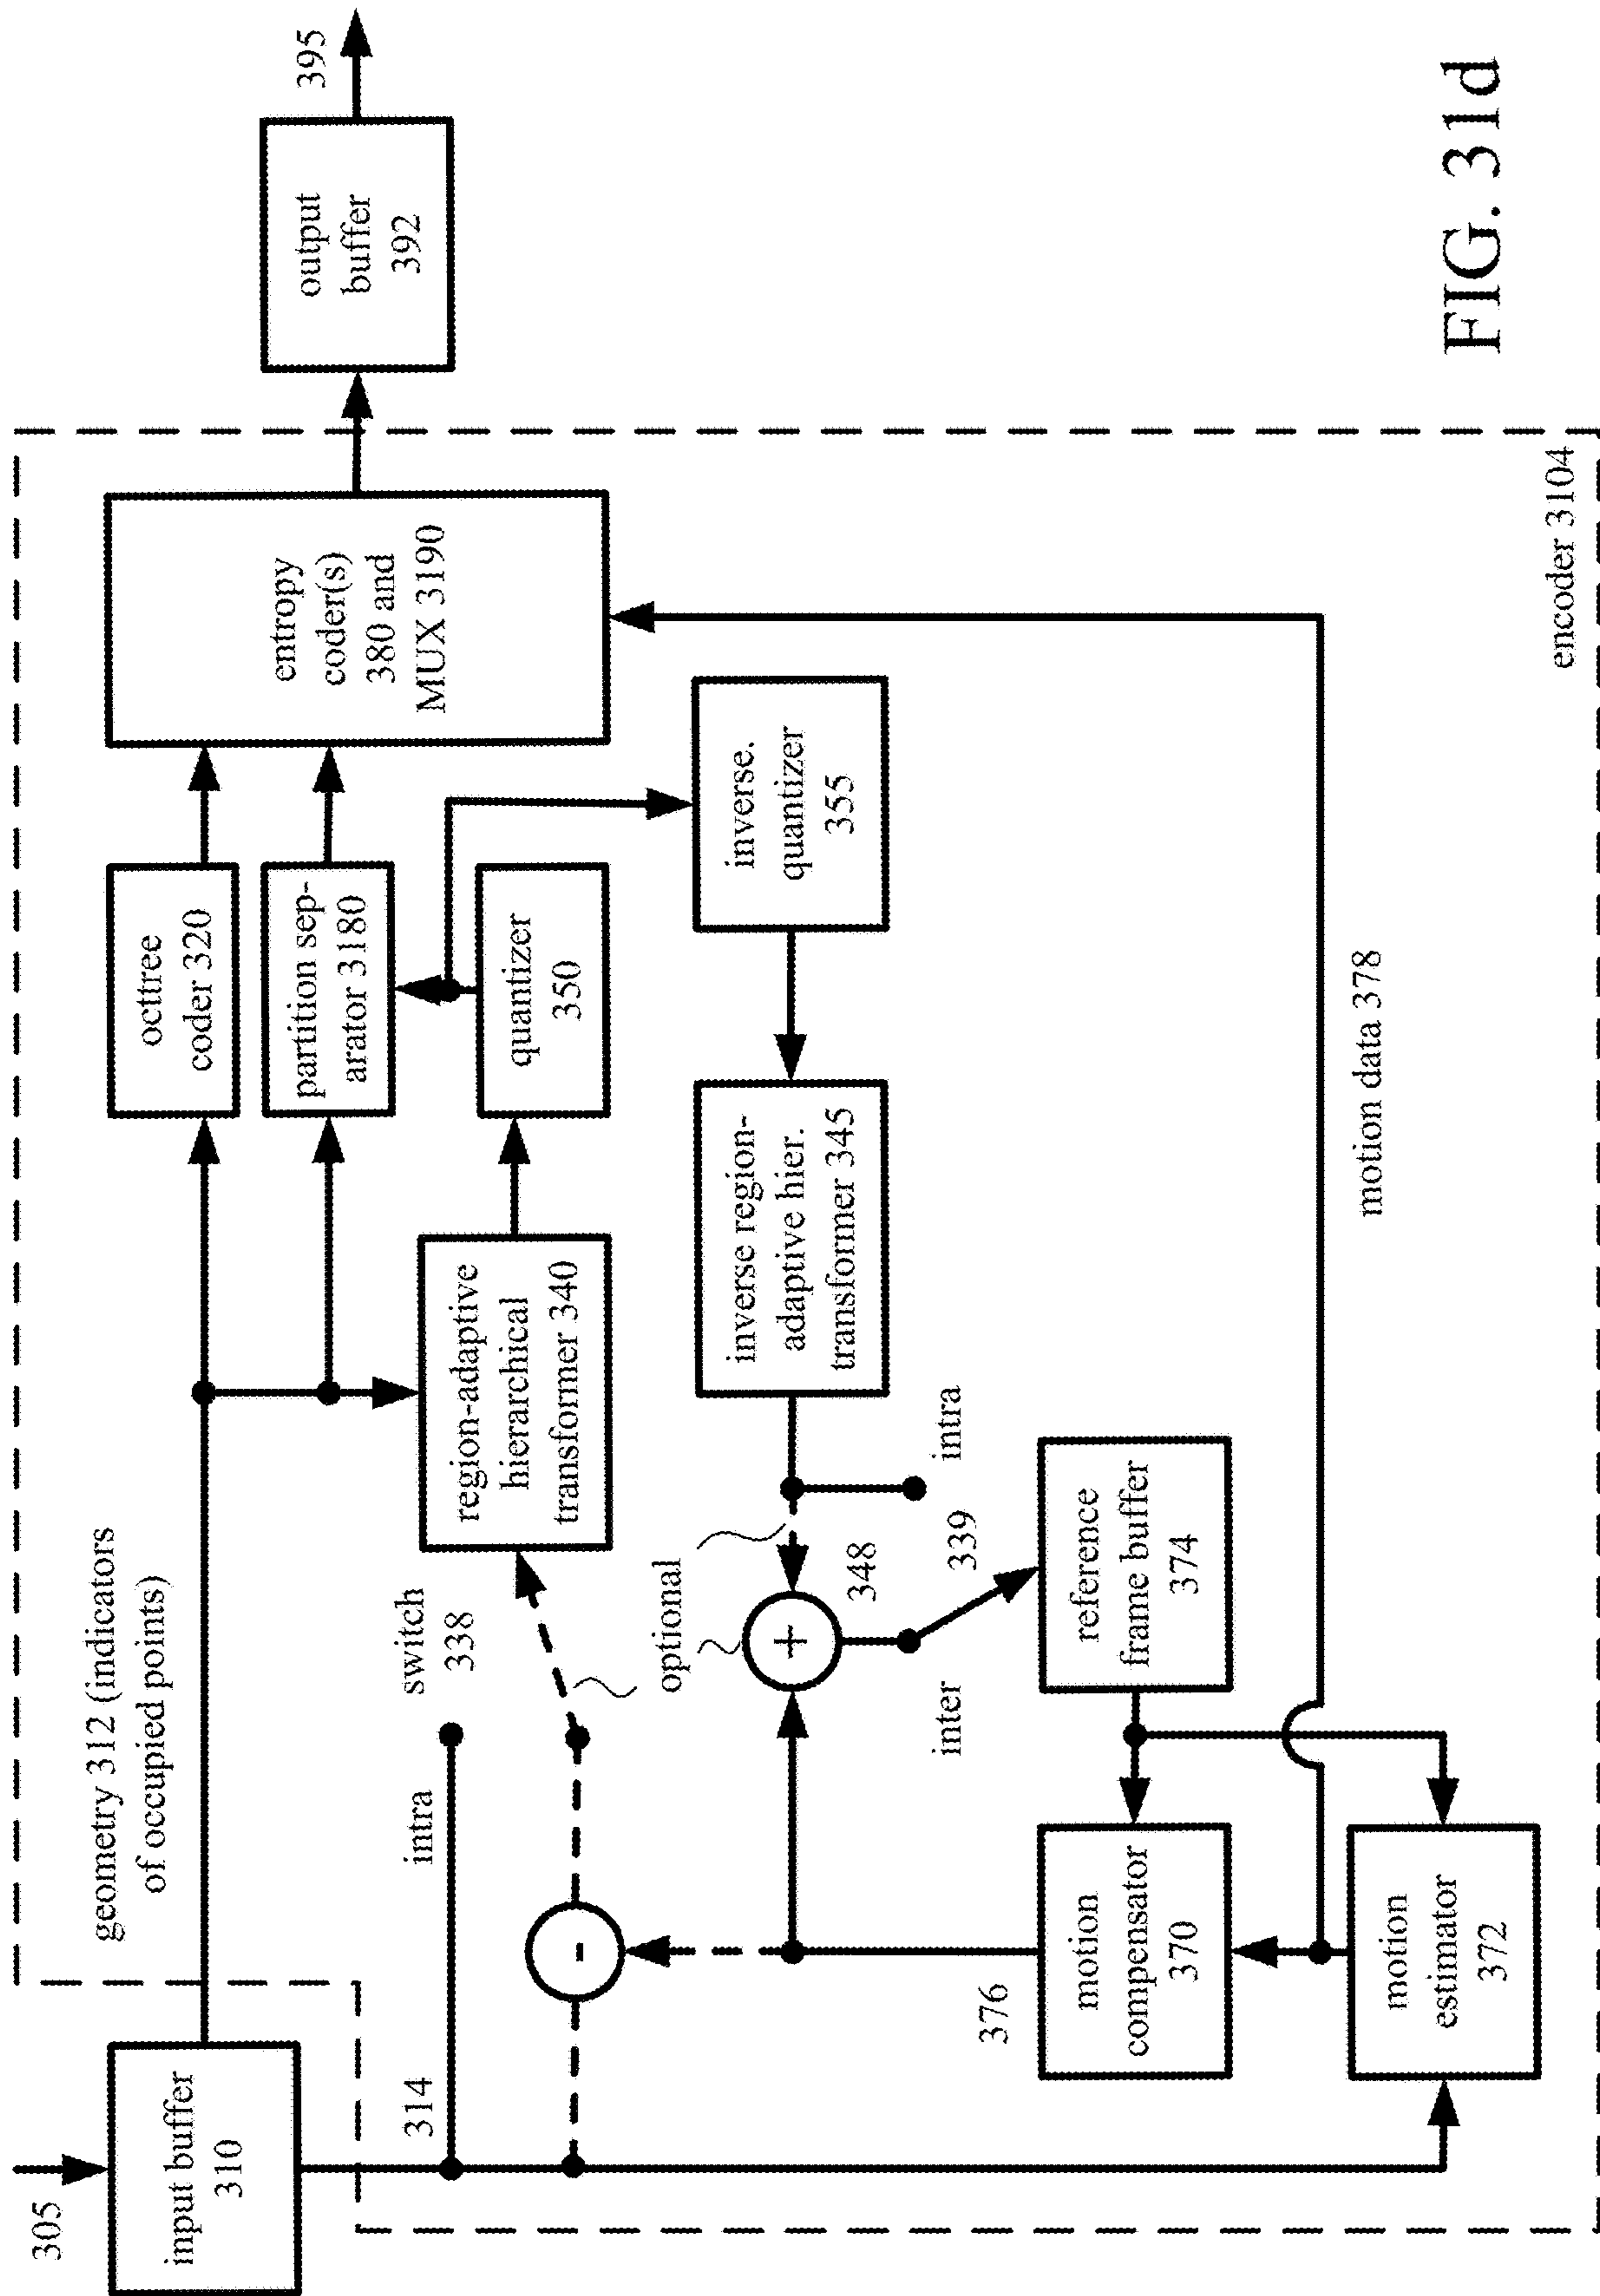 305
input buffer
310
geometry 312 (indicators
of occupied points)
octtree
coder 320
partition sep-
arator 3180
entropy
coder(s)
380 and
MUX 3190
output
buffer
392
395
314
intra
switch
338
region-adaptive
hierarchical
transformer 340
quantizer
350
-
optional
inverse.
quantizer
355
inverse region-
adaptive hier.
transformer 345
+
348
intra
339
inter
376
motion
compensator
370
reference
frame buffer
374
motion data 378
motion
estimator
372
encoder 3104
FIG. 31d